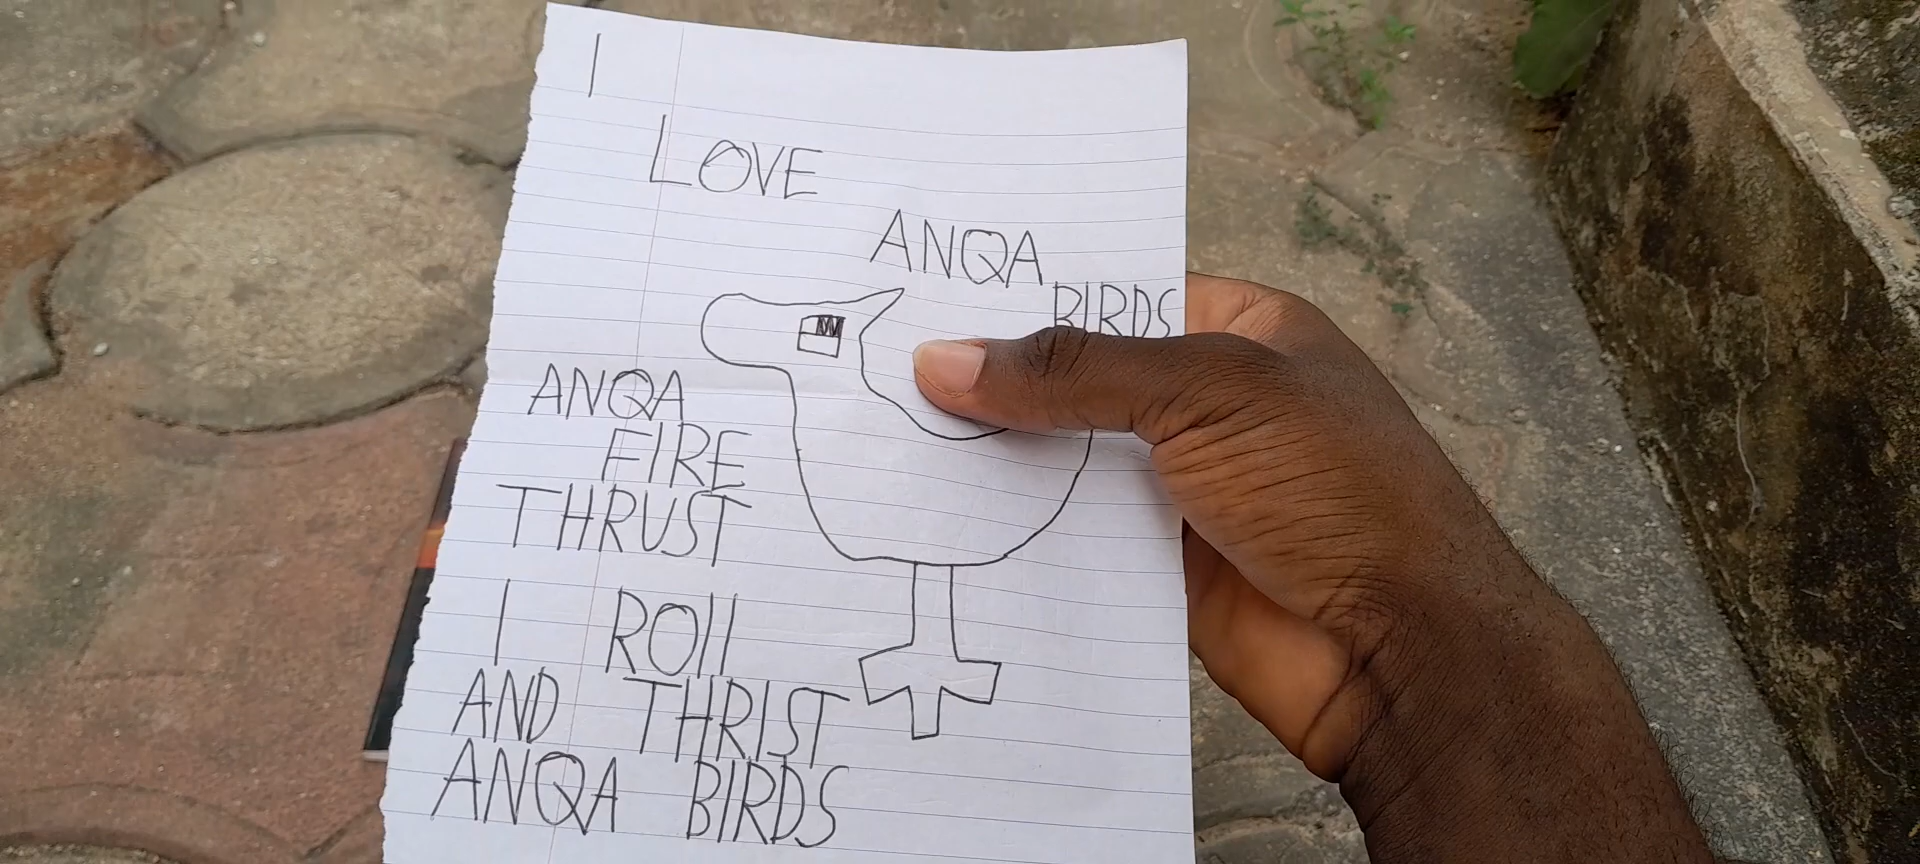 I
LOVE
ANQA
BIRDS
ANQA
FIRE
THRUST
I ROll
AND THRIST
ANQA BIRDS